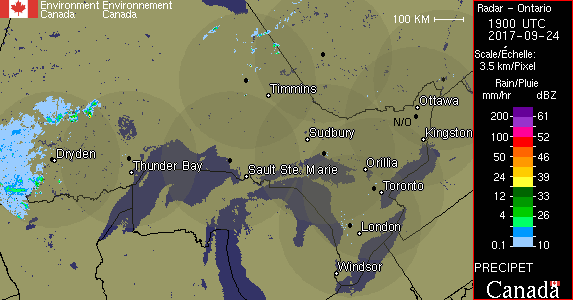 Environment Environnement
Canada Canada
100 KM
Timmins
Ottawa
N/O
Sudbury
Kingston
Dryden
Thunder Bay
Sault Ste. Marie
Orillia
Toronto
London
Windsor
Radar - Ontario
1900 UTC
2017-09-24
Scale/Échelle:
3.5 km/Pixel
Rain/Pluie
mm/hr dBZ
200 61
100 52
50 46
24 39
12 33
4 26
0.1 10
PRECIPET
Canada